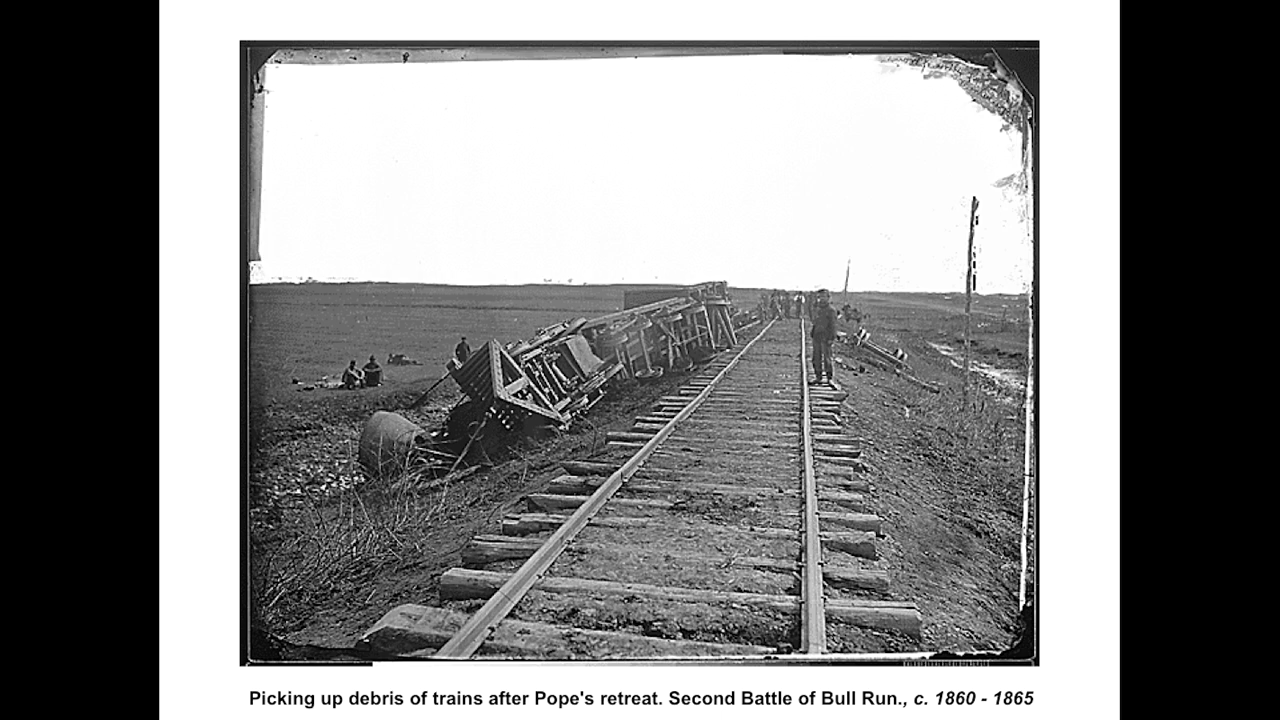 Picking up debris of trains after Pope's retreat. Second Battle of Bull Run., c. 1860 - 1865